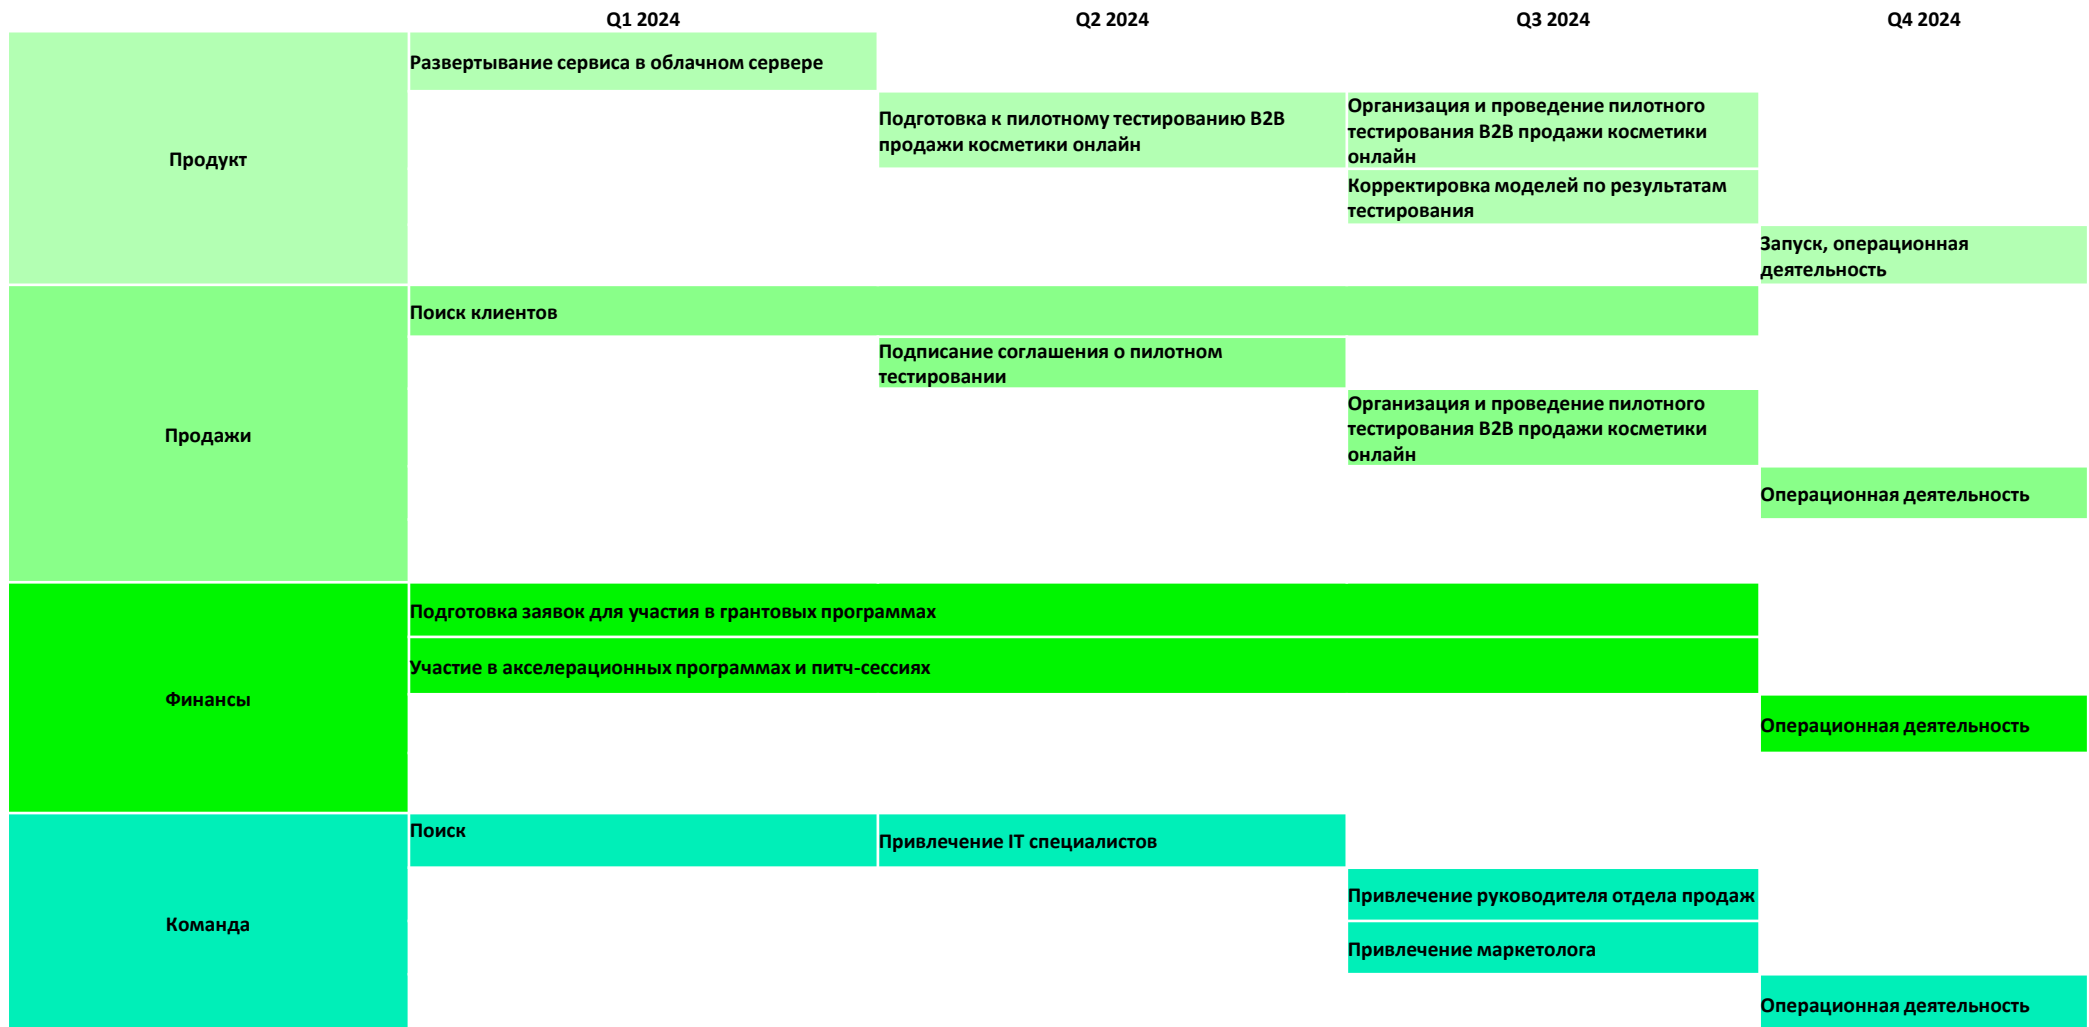 Q1 2024
Q2 2024
Q3 2024
Q4 2024
Продукт
Развертывание сервиса в облачном сервере
Подготовка к пилотному тестированию B2B
продажи косметики онлайн
Организация и проведение пилотного
тестирования B2B продажи косметики
онлайн
Корректировка моделей по результатам
тестирования
Запуск, операционная
деятельность
Продажи
Поиск клиентов
Подписание соглашения о пилотном
тестировании
Организация и проведение пилотного
тестирования B2B продажи косметики
онлайн
Операционная деятельность
Финансы
Подготовка заявок для участия в грантовых программах
Участие в акселерационных программах и питч-сессиях
Операционная деятельность
Команда
Поиск
Привлечение IT специалистов
Привлечение руководителя отдела продаж
Привлечение маркетолога
Операционная деятельность